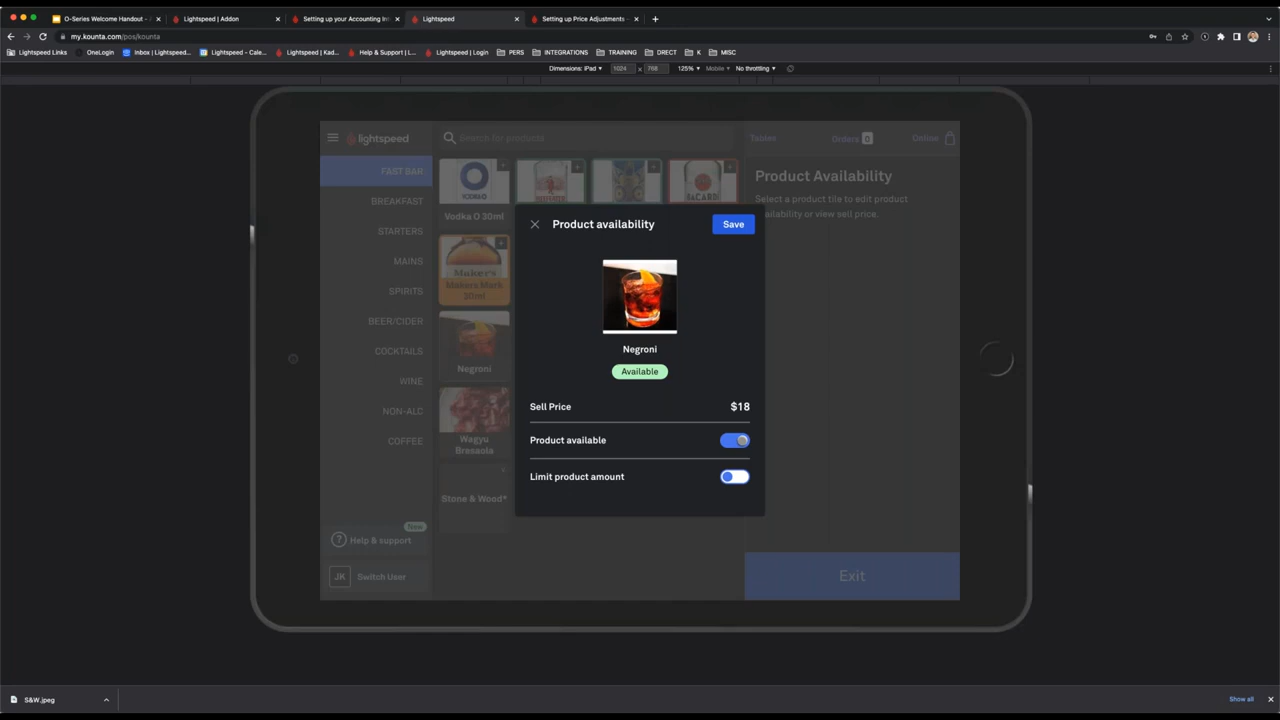 O-Series Welcome Handout -
Lightspeed | Addon
Setting up your Accounting In
Lightspeed
Setting up Price Adjustments –
my.kounta.com/pos/kounta
Lightspeed Links
OneLogin
Inbox | Lightspeed...
Lightspeed - Cale...
Lightspeed | Kad...
Help & Support | L...
Lightspeed | Login
PERS
INTEGRATIONS
TRAINING
DRECT
K
MISC
Dimensions: iPad
1024
768
125%
Mobile
No throttling
lightspeed
Search for products
Tables
Orders 0
Online
FAST BAR
BREAKFAST
STARTERS
MAINS
SPIRITS
BEER/CIDER
COCKTAILS
WINE
NON-ALC
COFFEE
New
Help & support
JK
Switch User
VODKA O
BACARD
Vodka O 30ml
Maker's
Makers Mark
30ml
Negroni
Wagyu
Bresaola
Stone & Wood*
Product Availability
Select a product tile to edit product
availability or view sell price.
Exit
Product availability
Save
Negroni
Available
Sell Price
$18
Product available
Limit product amount
S&W.jpeg
Show all